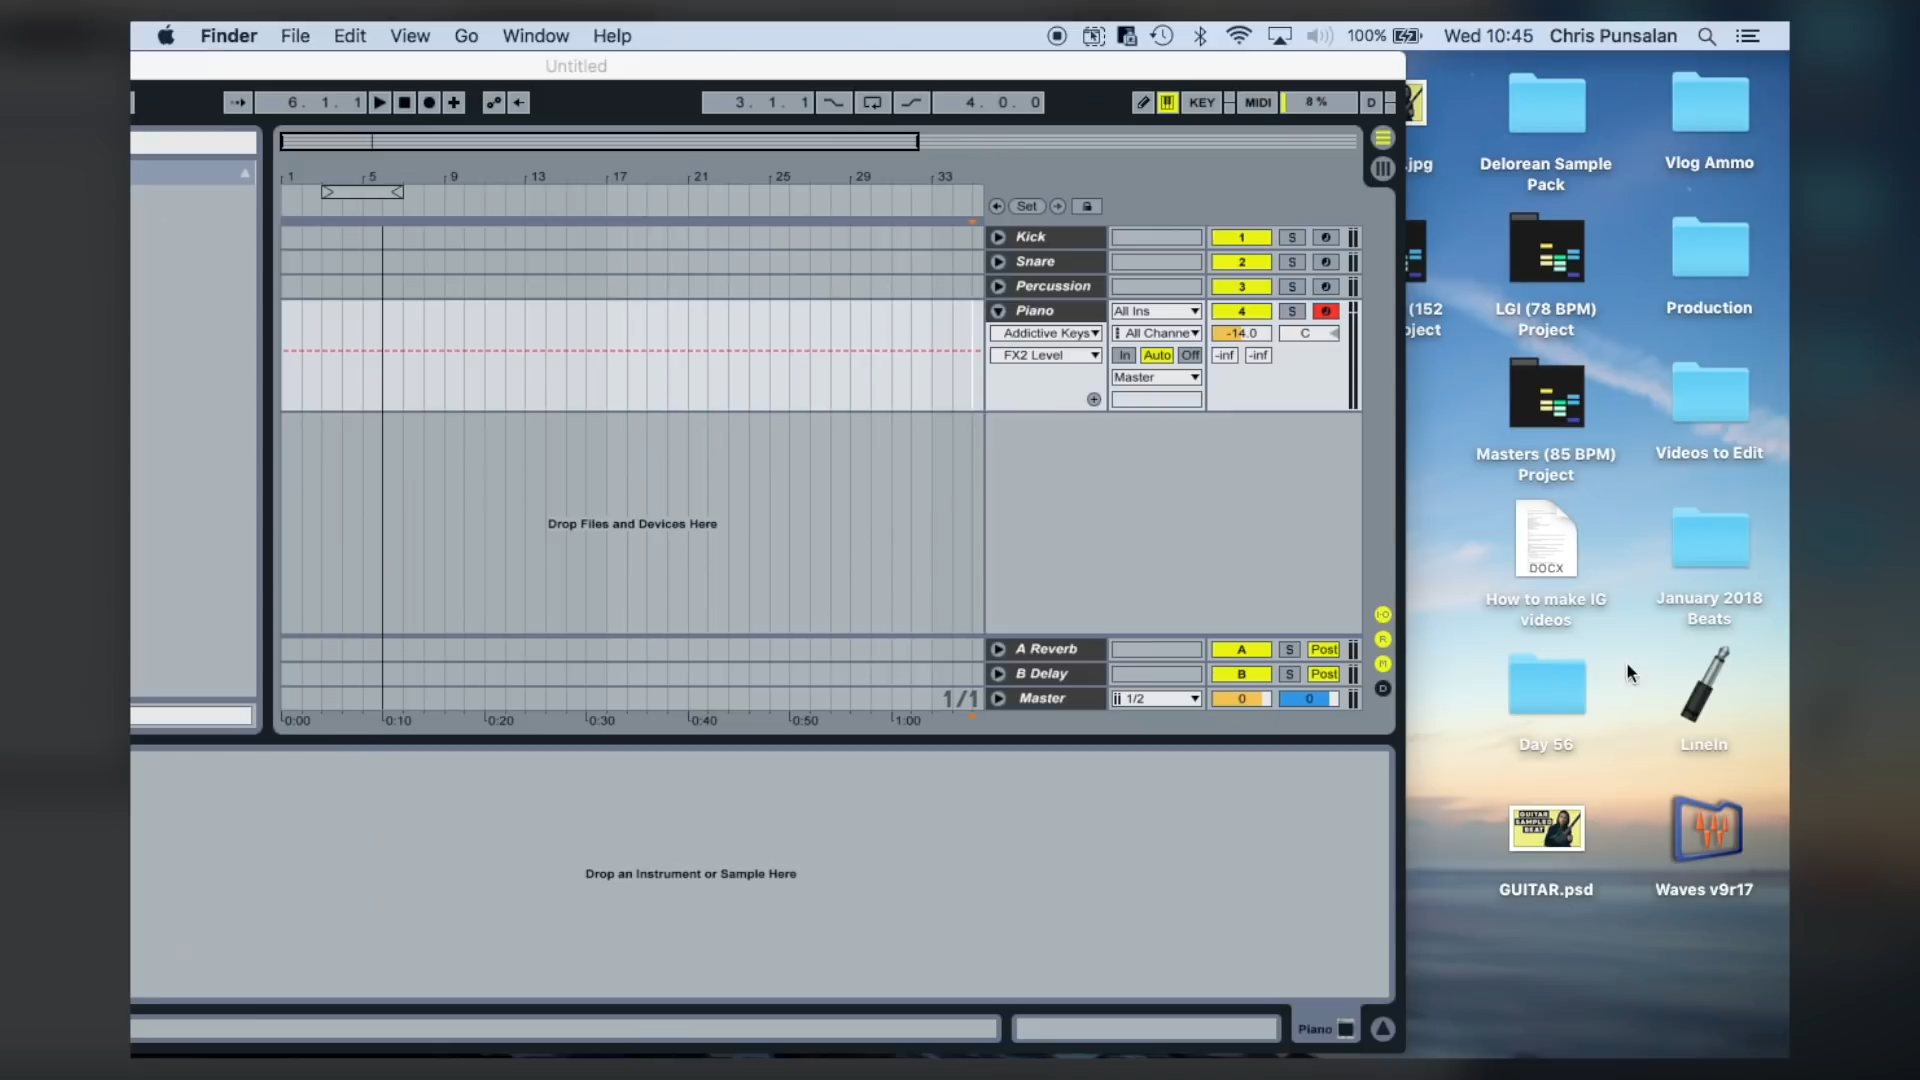 Finder File Edit View Go Window Help 100% Wed 10:45 Chris Punsalan
Untitled
6. 1. 1 3. 1. 1 4. 0. 0 KEY MIDI 8 % D
1 5 9 13 17 21 25 29 33
Set
Kick 1 S
Snare 2 S
Percussion 3 S
Piano All Ins 4 S
Addictive Keys All Channe -14.0 C
FX2 Level In Auto Off -inf -inf
Master
Drop Files and Devices Here
A Reverb A S Post
B Delay B S Post
1/1 Master 1/2 0 0
0:00 0:10 0:20 0:30 0:40 0:50 1:00
I·O
R
M
D
Drop an Instrument or Sample Here
Piano
.jpg
(152
oject
Delorean Sample
Pack
Vlog Ammo
LGI (78 BPM)
Project
Production
Masters (85 BPM)
Project
Videos to Edit
DOCX
How to make IG
videos
January 2018
Beats
Day 56
LineIn
GUITAR
SAMPLED
BEAT
GUITAR.psd
Waves v9r17